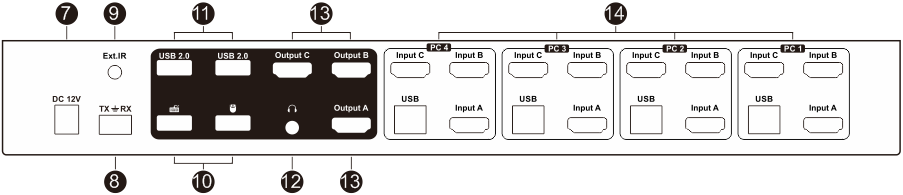 7 9 11 13 14
PC 4 PC 3 PC 2 PC 1
Ext.IR USB 2.0 USB 2.0 Output C Output B Input C Input B Input C Input B Input C Input B Input C Input B
DC 12V TX RX Output A USB Input A USB Input A USB Input A USB Input A
8 10 12 13